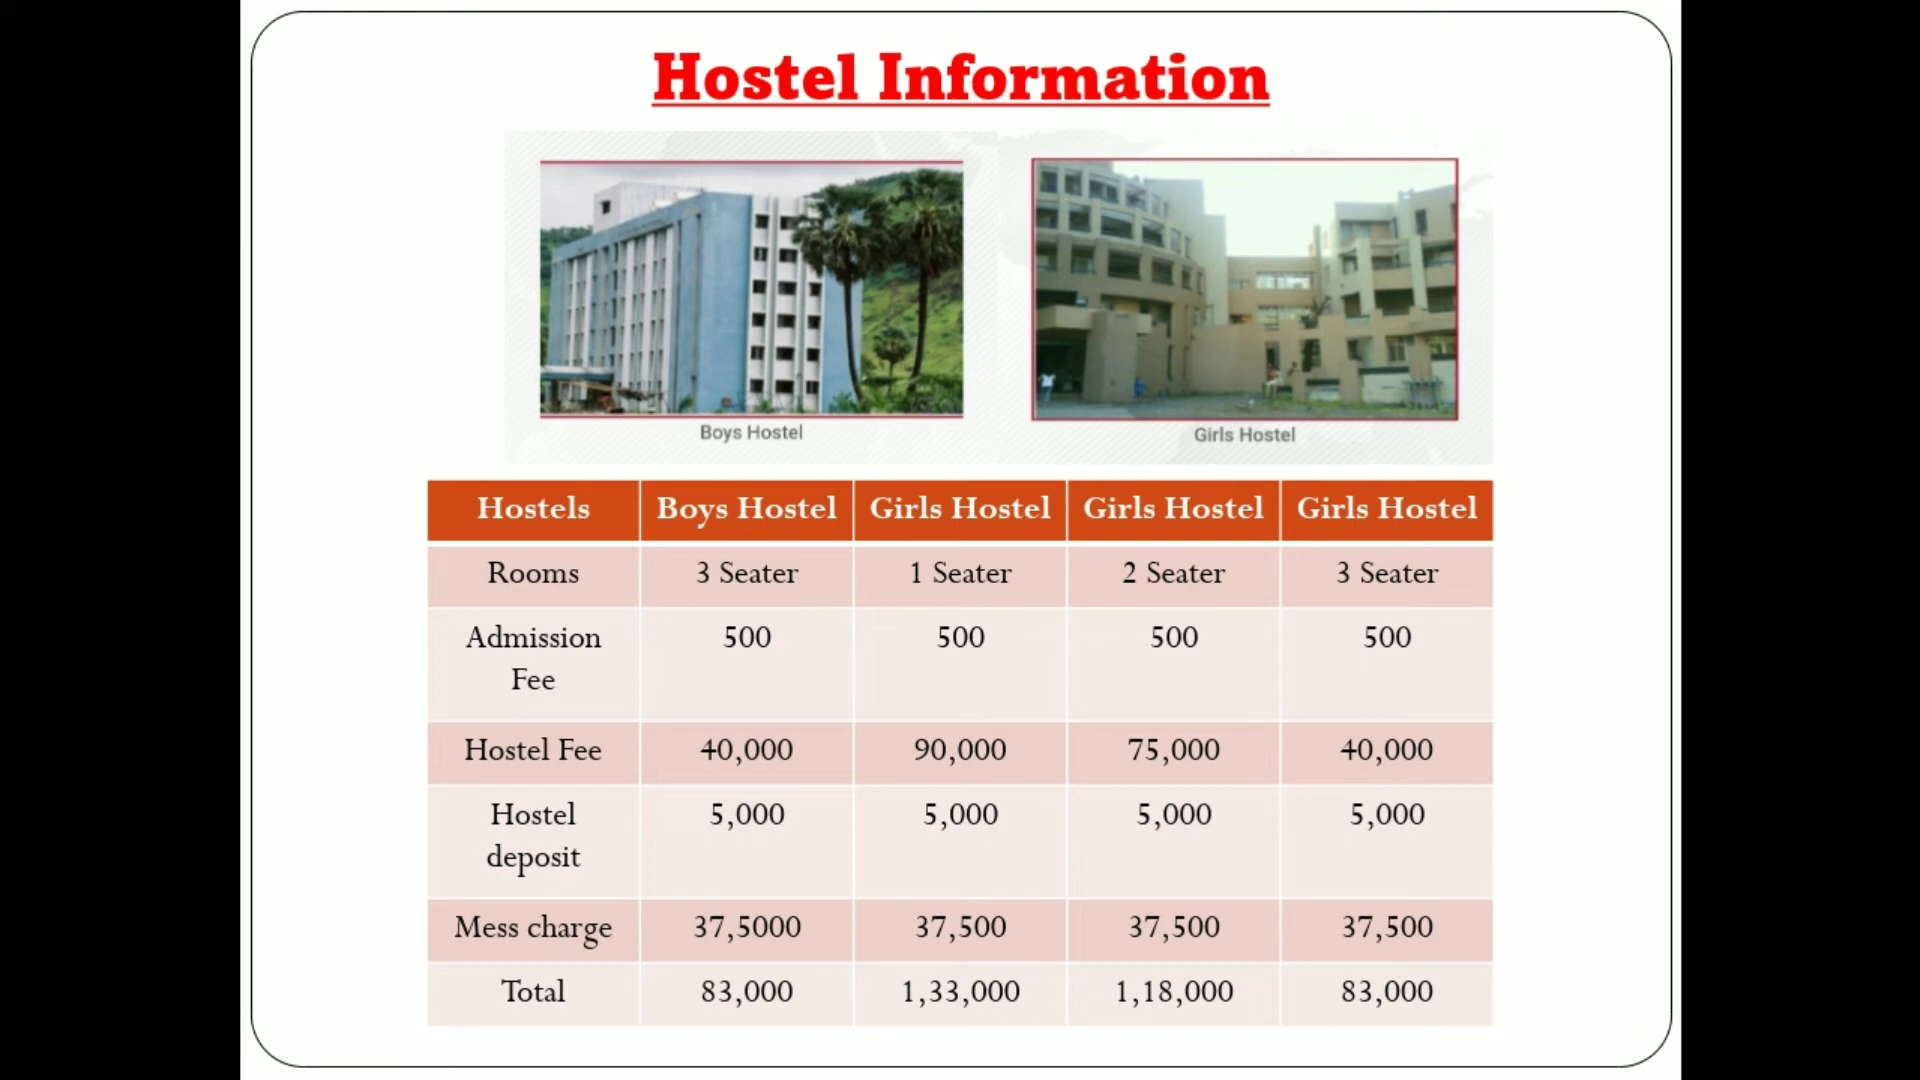 Hostel Information
Boys Hostel
Girls Hostel
Hostels Boys Hostel Girls Hostel Girls Hostel Girls Hostel
Rooms 3 Seater 1 Seater 2 Seater 3 Seater
Admission Fee 500 500 500 500
Hostel Fee 40,000 90,000 75,000 40,000
Hostel deposit 5,000 5,000 5,000 5,000
Mess charge 37,5000 37,500 37,500 37,500
Total 83,000 1,33,000 1,18,000 83,000